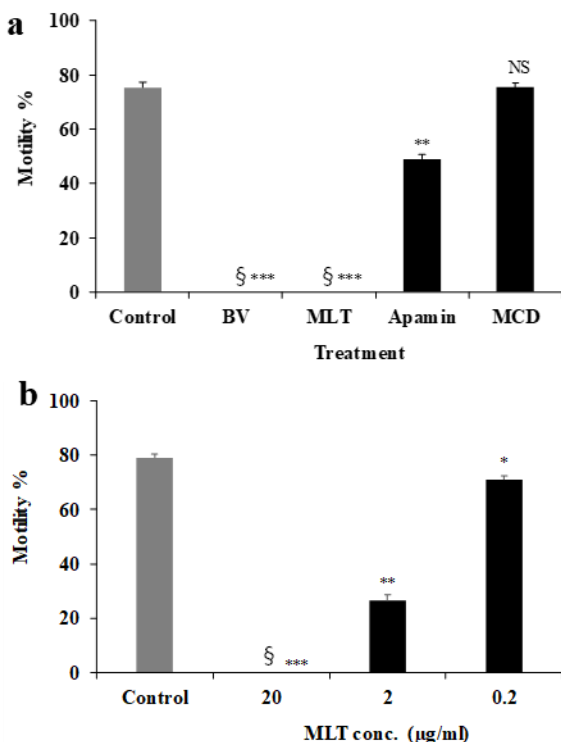 a
100
80
60
40
20
0
Motility %
§ *** § *** ** NS
Control BV MLT Apamin MCD
Treatment
b
100
80
60
40
20
0
Motility %
§ *** ** *
Control 20 2 0.2
MLT conc. (µg/ml)